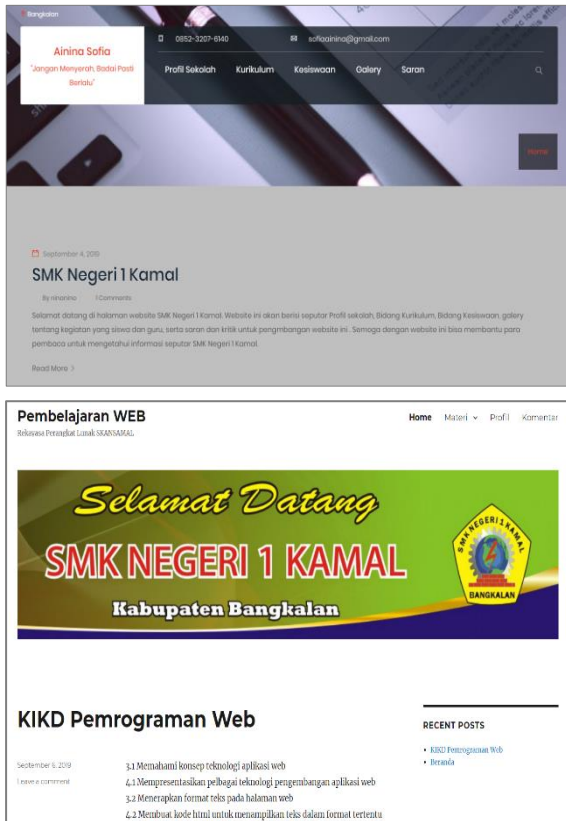 Bangkalan
Ainina Sofia
"Jangan Menyerah, Badai Pasti
Berlalu"
0852-3207-6140
sofiaainina@gmail.com
Profil Sekolah Kurikulum Kesiswaan Galery Saran
Home
September 4, 2019
SMK Negeri 1 Kamal
By ninanino 1 Comments
Selamat datang di halaman website SMK Negeri 1 Kamal. Website ini akan berisi seputar Profil sekolah, Bidang Kurikulum, Bidang Kesiswaan, galery
tentang kegiatan yang siswa dan guru, serta saran dan kritik untuk pengmbangan website ini . Semoga dengan website ini bisa membantu para
pembaca untuk mengetahui informasi seputar SMK Negeri 1 Kamal.
Read More
Pembelajaran WEB
Rekayasa Perangkat Lunak SKANSAMAL
Home Materi Profil Komentar
Selamat Datang
SMK NEGERI 1 KAMAL
Kabupaten Bangkalan
SMK NEGERI 1 KAMAL
BANGKALAN
KIKD Pemrograman Web
September 6, 2019
Leave a comment
3.1 Memahami konsep teknologi aplikasi web
4.1 Mempresentasikan pelbagai teknologi pengembangan aplikasi web
3.2 Menerapkan format teks pada halaman web
4.2 Membuat kode html untuk menampilkan teks dalam format tertentu
RECENT POSTS
KIKD Pemrograman Web
Beranda